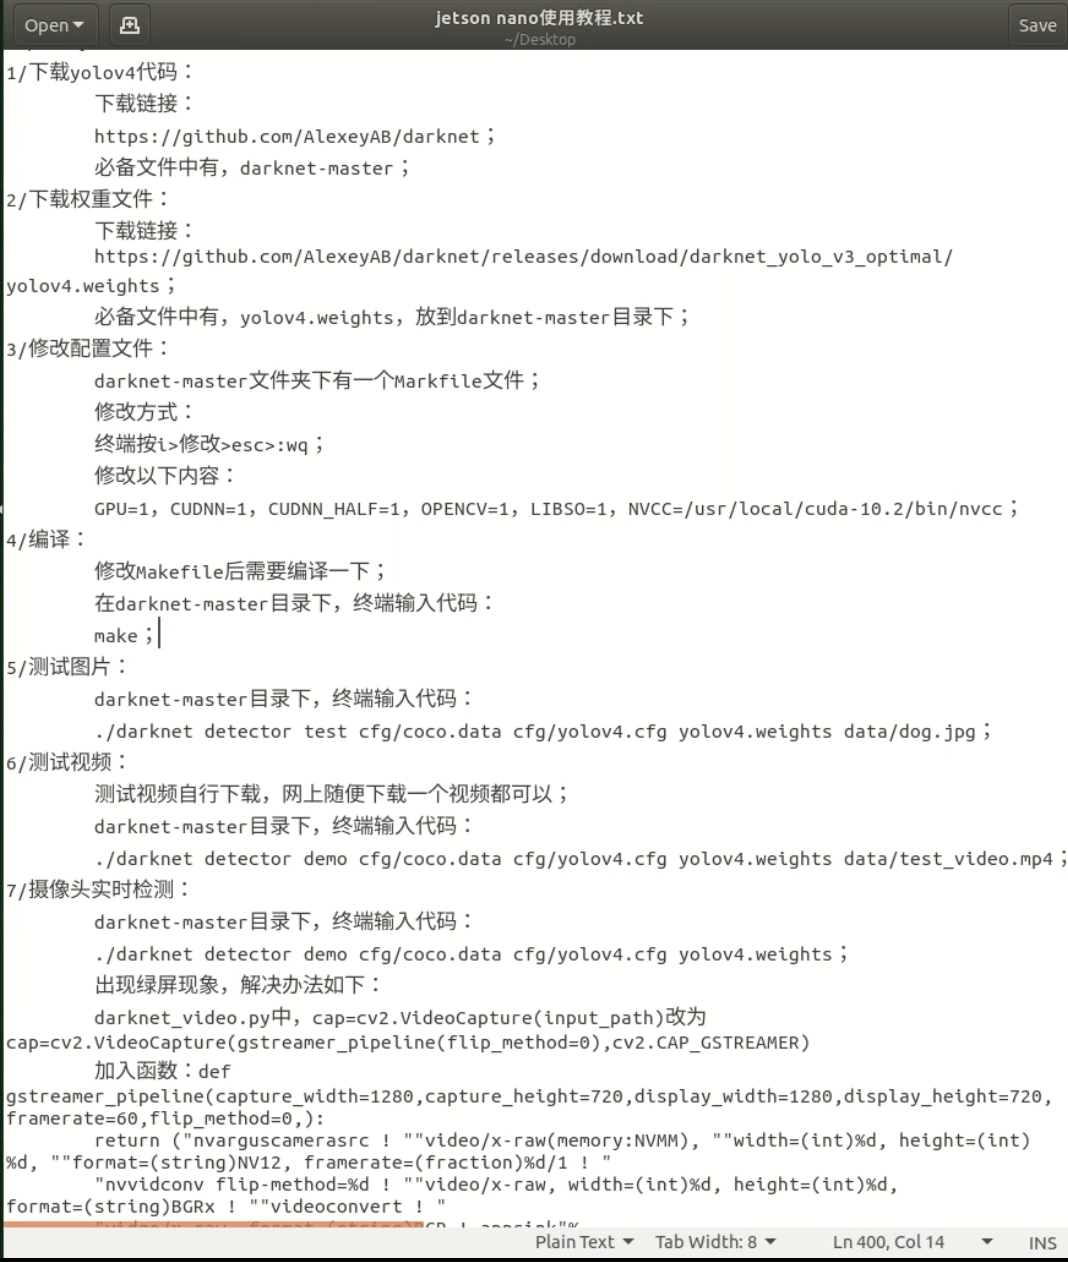 Open
jetson nano使用教程.txt
~/Desktop
Save
1/下载yolov4代码：
下载链接：
https://github.com/AlexeyAB/darknet；
必备文件中有，darknet-master；
2/下载权重文件：
下载链接：
https://github.com/AlexeyAB/darknet/releases/download/darknet_yolo_v3_optimal/
yolov4.weights；
必备文件中有，yolov4.weights，放到darknet-master目录下；
3/修改配置文件：
darknet-master文件夹下有一个Markfile文件；
修改方式：
终端按i>修改>esc>:wq；
修改以下内容：
GPU=1，CUDNN=1，CUDNN_HALF=1，OPENCV=1，LIBSO=1，NVCC=/usr/local/cuda-10.2/bin/nvcc；
4/编译：
修改Makefile后需要编译一下；
在darknet-master目录下，终端输入代码：
make；
5/测试图片：
darknet-master目录下，终端输入代码：
./darknet detector test cfg/coco.data cfg/yolov4.cfg yolov4.weights data/dog.jpg；
6/测试视频：
测试视频自行下载，网上随便下载一个视频都可以；
darknet-master目录下，终端输入代码：
./darknet detector demo cfg/coco.data cfg/yolov4.cfg yolov4.weights data/test_video.mp4；
7/摄像头实时检测：
darknet-master目录下，终端输入代码：
./darknet detector demo cfg/coco.data cfg/yolov4.cfg yolov4.weights；
出现绿屏现象，解决办法如下：
darknet_video.py中，cap=cv2.VideoCapture(input_path)改为
cap=cv2.VideoCapture(gstreamer_pipeline(flip_method=0),cv2.CAP_GSTREAMER)
加入函数：def
gstreamer_pipeline(capture_width=1280,capture_height=720,display_width=1280,display_height=720,
framerate=60,flip_method=0,):
return ("nvarguscamerasrc ! ""video/x-raw(memory:NVMM), ""width=(int)%d, height=(int)
%d, ""format=(string)NV12, framerate=(fraction)%d/1 ! "
"nvvidconv flip-method=%d ! ""video/x-raw, width=(int)%d, height=(int)%d,
format=(string)BGRx ! ""videoconvert ! "
Plain Text
Tab Width: 8
Ln 400, Col 14
INS